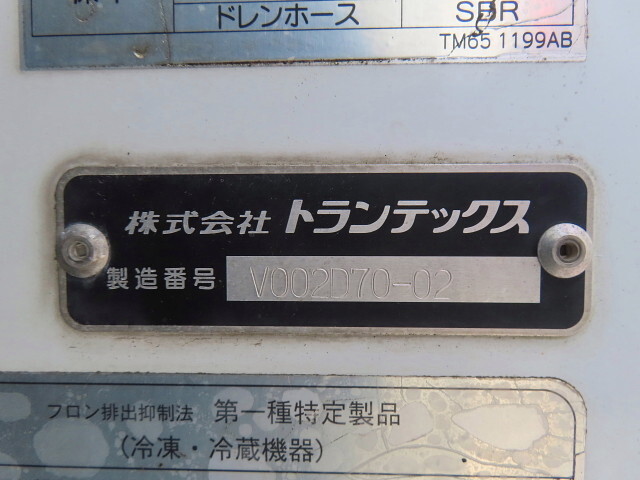 ドレンホース SBR
TM65 1199AB
株式会社 トランテックス
製造番号 V002D70-02
フロン排出抑制法 第一種特定製品
(冷凍・冷蔵機器)